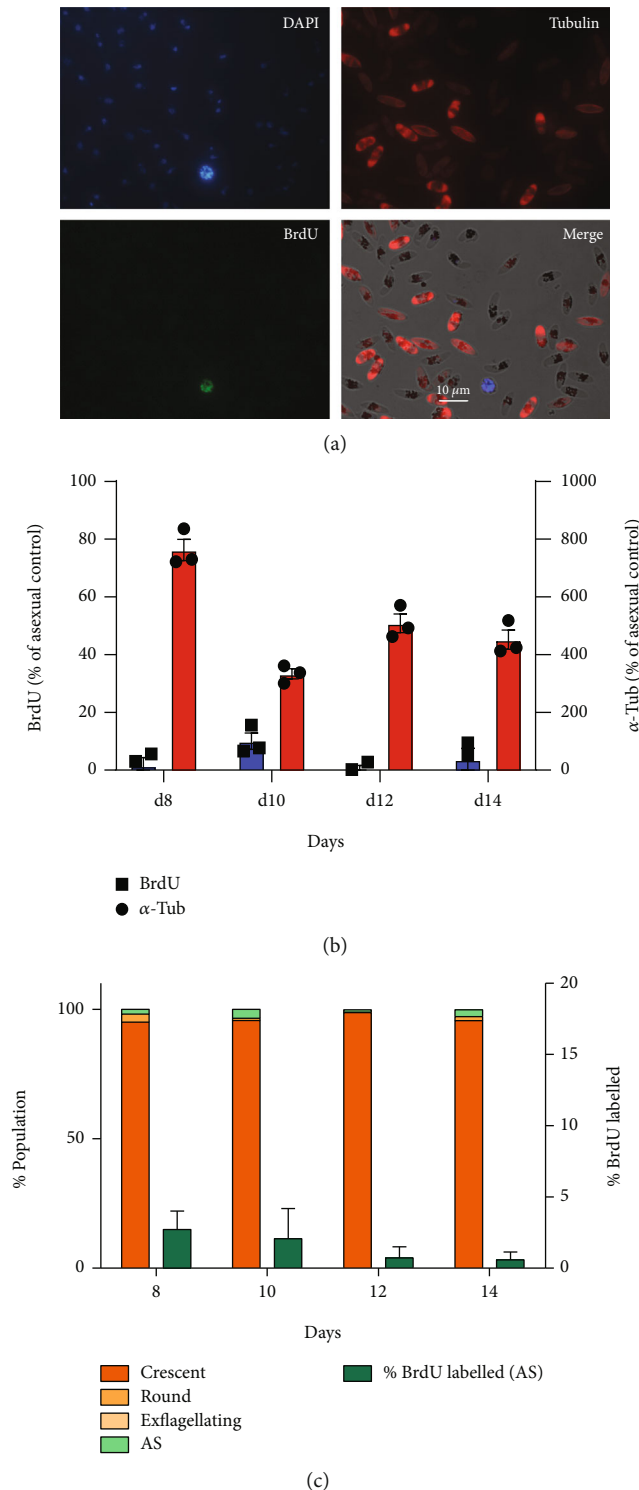 DAPI
Tubulin
BrdU
Merge
10 μm
(a)
100
80
60
40
20
0
BrdU (% of asexual control)
1000
800
600
400
200
0
α-Tub (% of asexual control)
d8 d10 d12 d14
Days
BrdU
α-Tub
(b)
100
50
0
% Population
20
15
10
5
0
% BrdU labelled
8 10 12 14
Days
Crescent
Round
Exflagellating
AS
% BrdU labelled (AS)
(c)